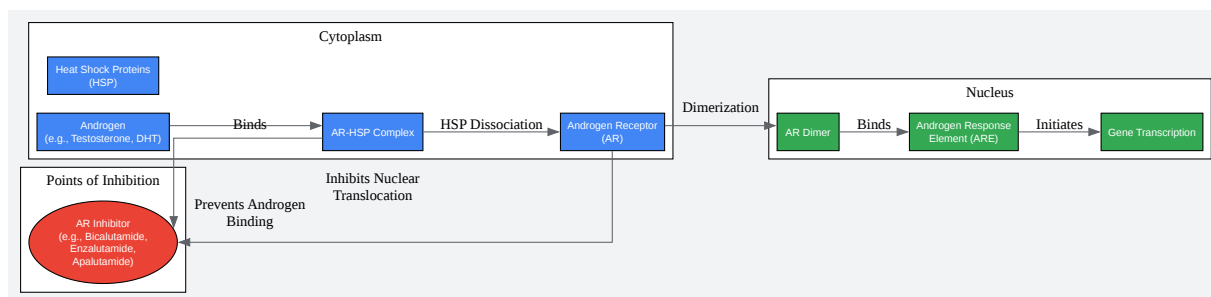 Cytoplasm
Heat Shock Proteins
(HSP)
Androgen
(e.g., Testosterone, DHT)
Binds
AR-HSP Complex
HSP Dissociation
Androgen Receptor
(AR)
Dimerization
Nucleus
AR Dimer
Binds
Androgen Response
Element (ARE)
Initiates
Gene Transcription
Points of Inhibition
AR Inhibitor
(e.g., Bicalutamide,
Enzalutamide,
Apalutamide)
Prevents Androgen
Binding
Inhibits Nuclear
Translocation